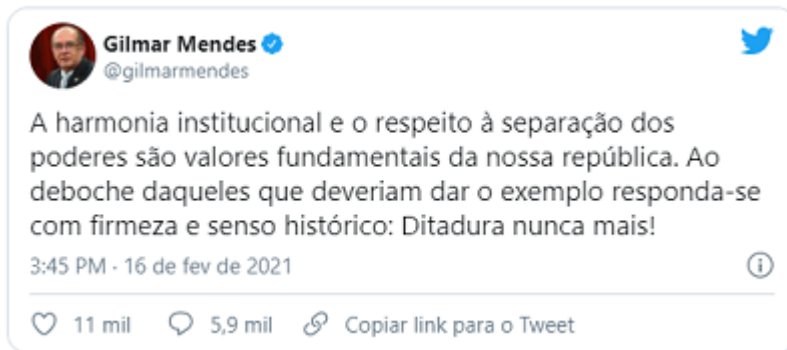 Gilmar Mendes
@gilmarmendes
A harmonia institucional e o respeito à separação dos
poderes são valores fundamentais da nossa república. Ao
deboche daqueles que deveriam dar o exemplo responda-se
com firmeza e senso histórico: Ditadura nunca mais!
3:45 PM · 16 de fev de 2021
11 mil 5,9 mil Copiar link para o Tweet